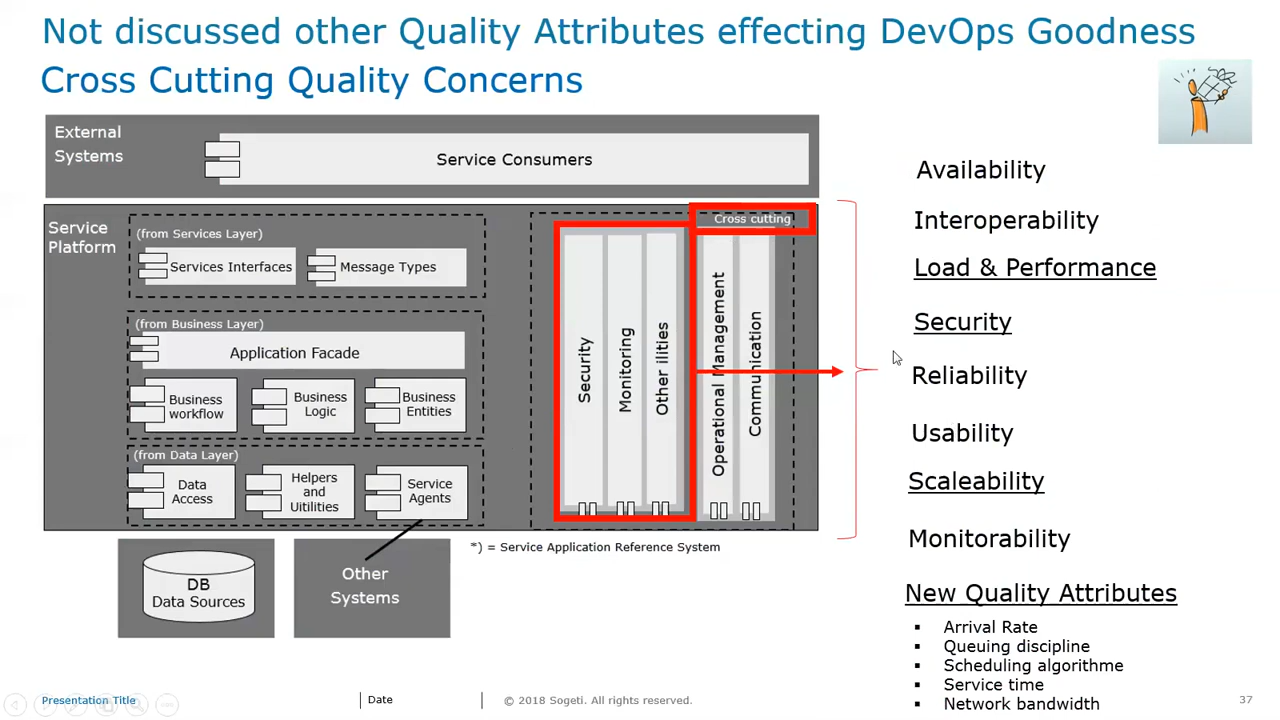 Not discussed other Quality Attributes effecting DevOps Goodness
Cross Cutting Quality Concerns
External
Systems
Service Consumers
Service
Platform
(from Services Layer)
Services Interfaces
Message Types
(from Business Layer)
Application Facade
Business
workflow
Business
Logic
Business
Entities
(from Data Layer)
Data
Access
Helpers
and
Uitilities
Service
Agents
Cross cutting
Security
Monitoring
Other ilities
Operational Management
Communication
*) = Service Application Reference System
DB
Data Sources
Other
Systems
Availability
Interoperability
Load & Performance
Security
Reliability
Usability
Scaleability
Monitorability
New Quality Attributes
▪ Arrival Rate
▪ Queuing discipline
▪ Scheduling algorithme
▪ Service time
▪ Network bandwidth
Presentation Title
Date
© 2018 Sogeti. All rights reserved.
37